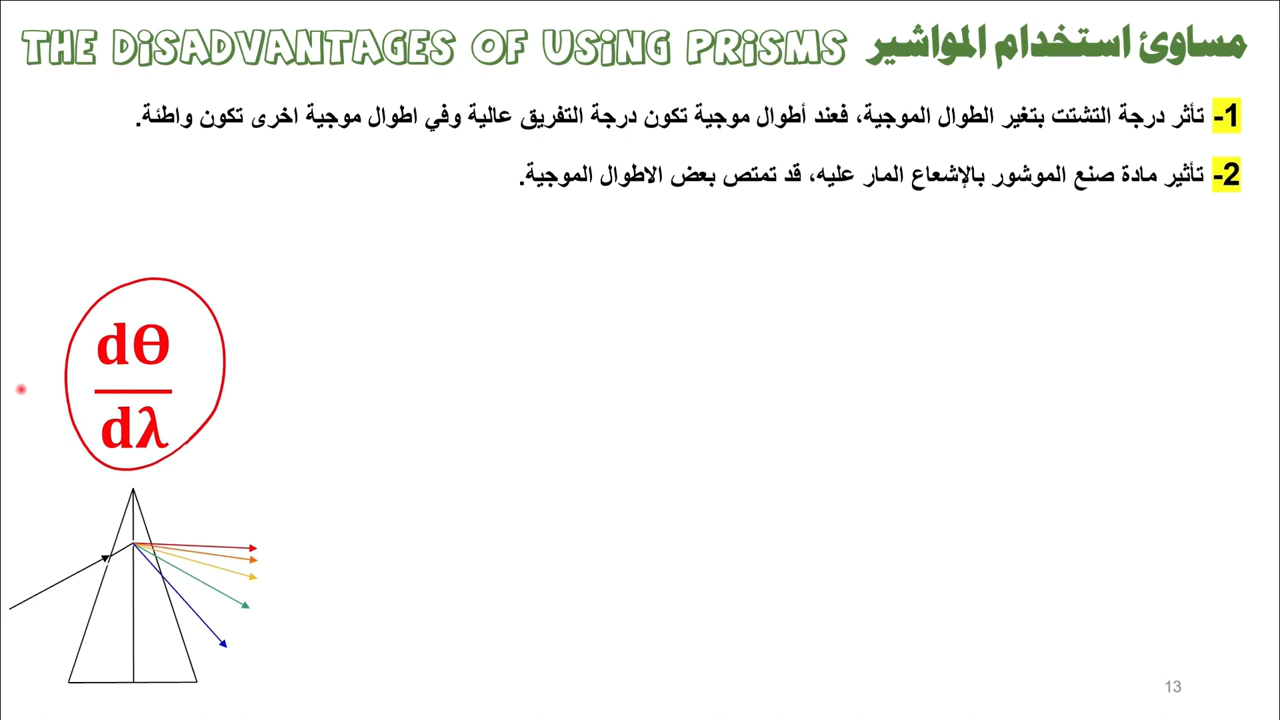 THE DISADVANTAGES OF USING PRISMS مساوئ استخدام المواشير
1- تأثر درجة التشتت بتغير الطوال الموجية، فعند أطوال موجية تكون درجة التفريق عالية وفي اطوال موجية اخرى تكون واطئة.
2- تأثير مادة صنع الموشور بالإشعاع المار عليه، قد تمتص بعض الاطوال الموجية.
dθ
dλ
13